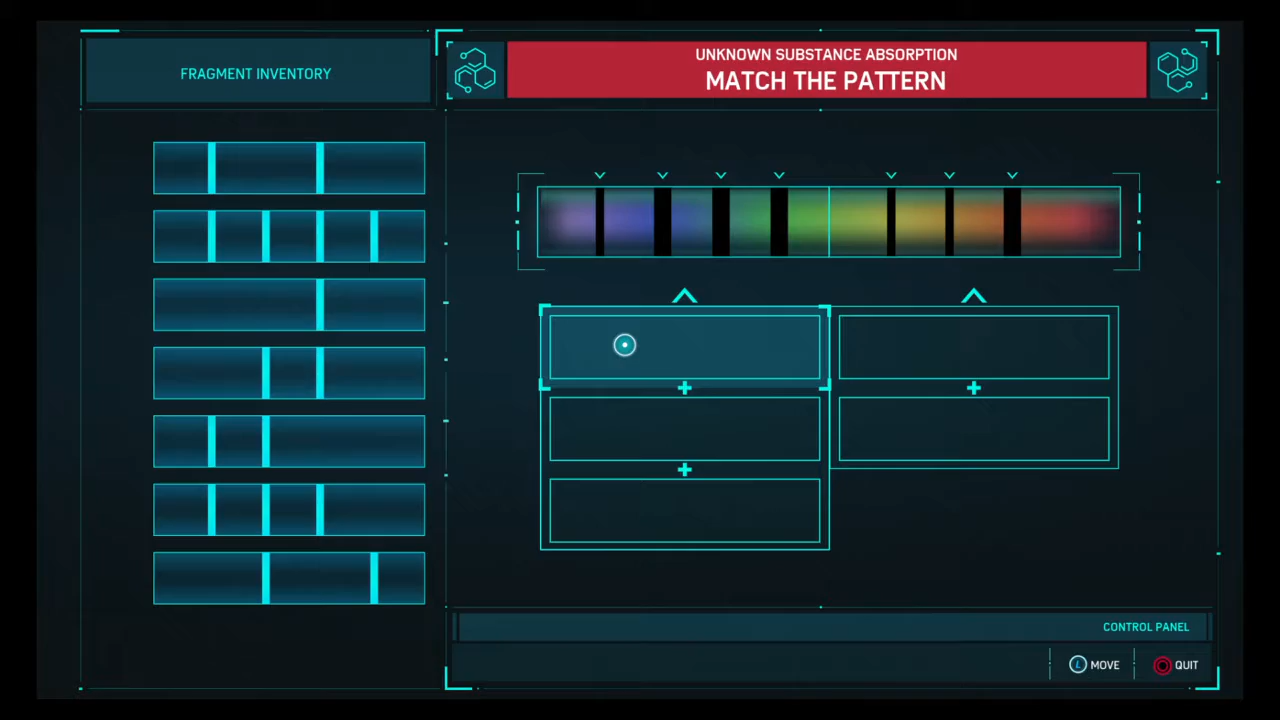 FRAGMENT INVENTORY
UNKNOWN SUBSTANCE ABSORPTION
MATCH THE PATTERN
CONTROL PANEL
L MOVE
QUIT